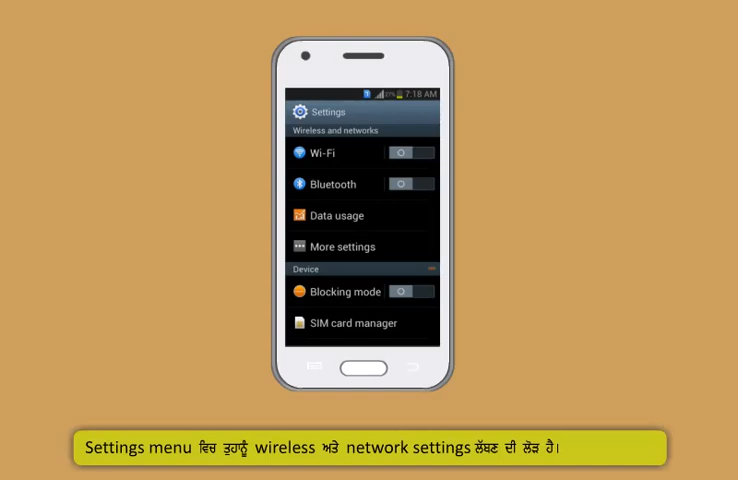 7:18 AM
Settings
Wireless and networks
Wi-Fi
Bluetooth
Data usage
More settings
Device
Blocking mode
SIM card manager
Settings menu ਵਿਚ ਤੁਹਾਨੂੰ wireless ਅਤੇ network settings ਲੱਬਣ ਦੀ ਲੋੜ ਹੈ।